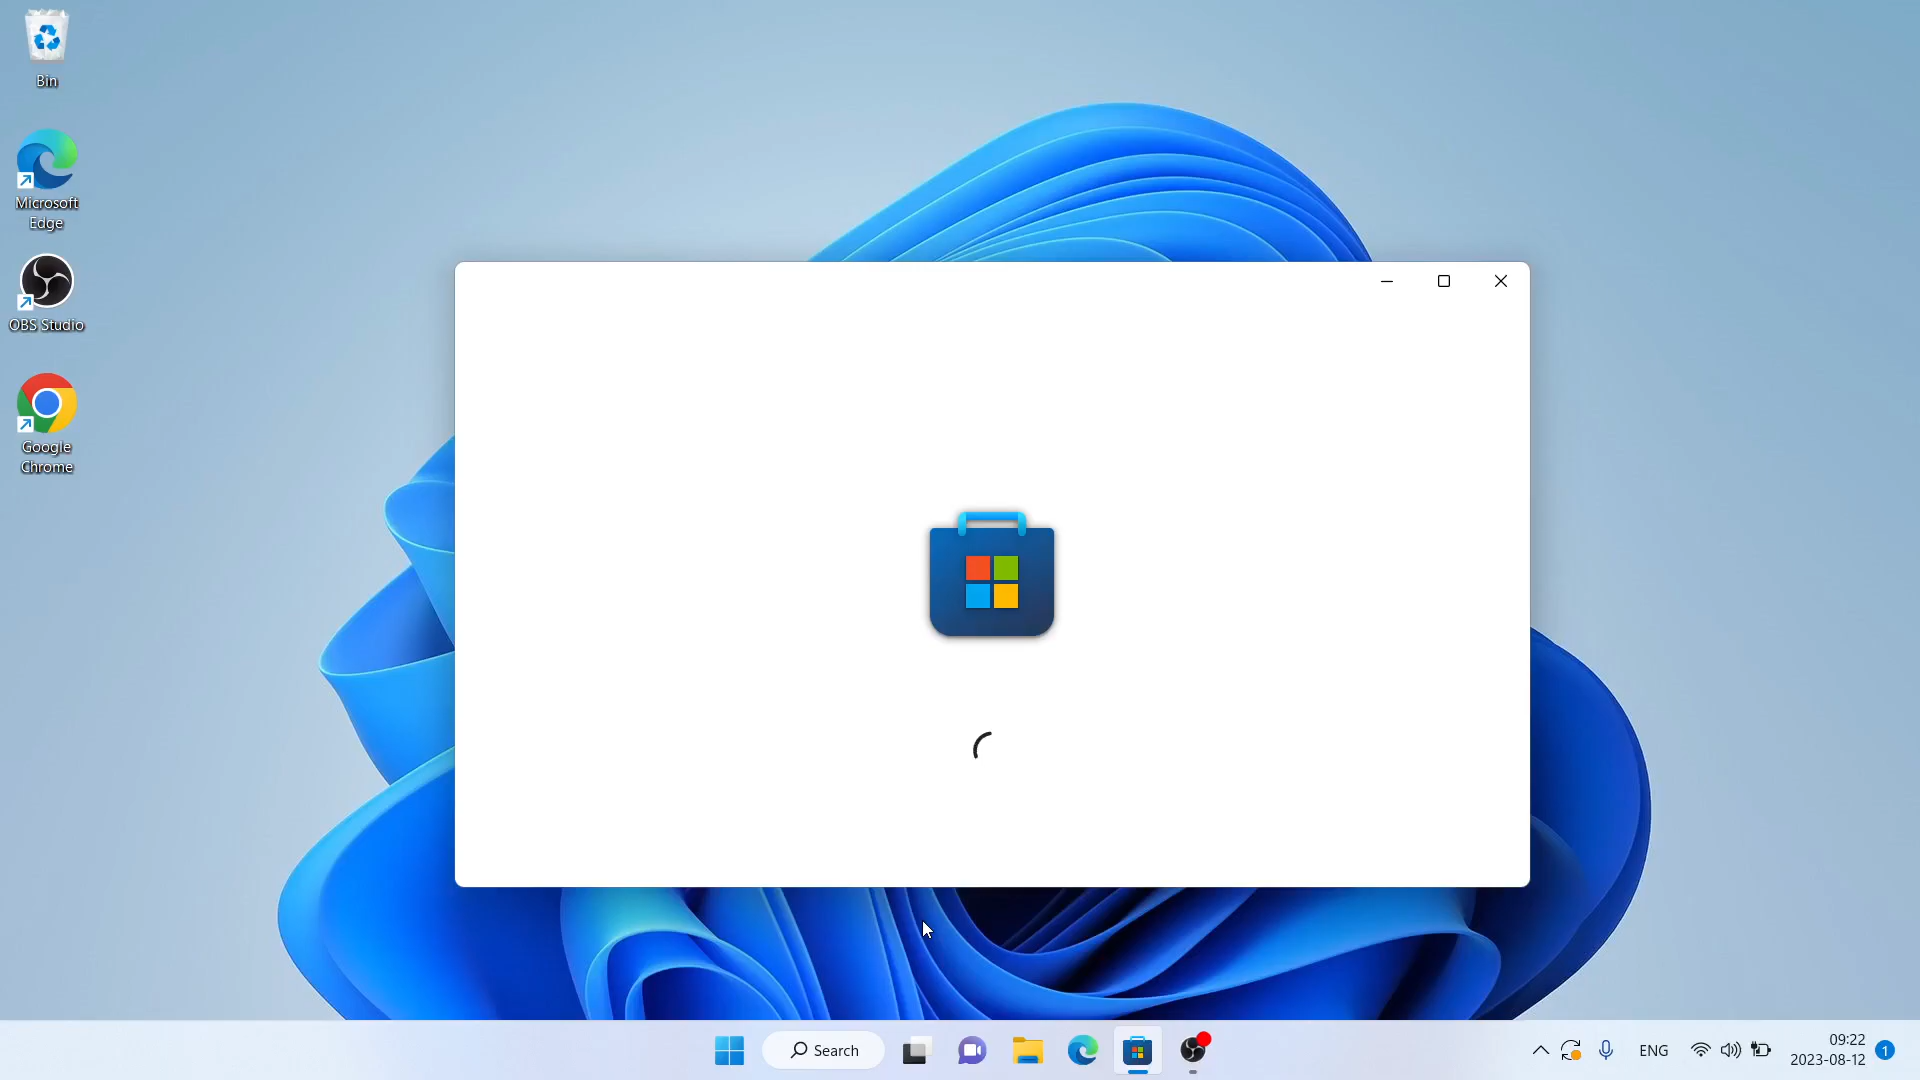 Bin
Microsoft
Edge
OBS Studio
Google
Chrome
Search
ENG
09:22
2023-08-12
1